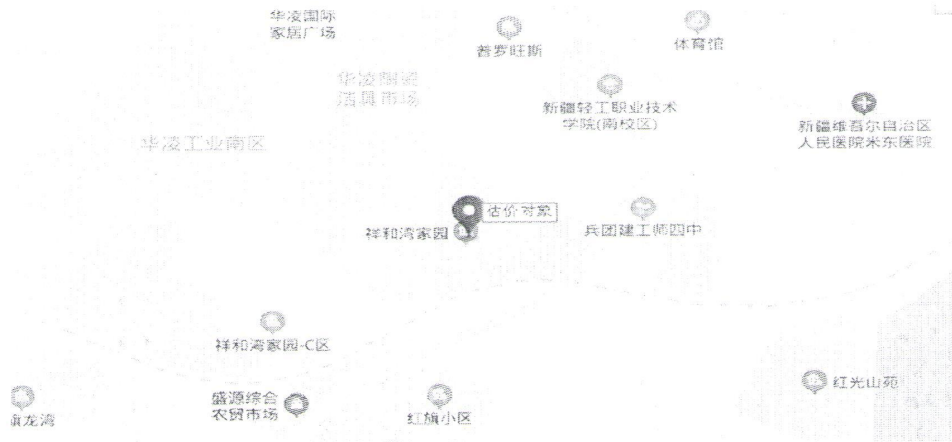 华凌国际
家居广场
普罗旺斯
体育馆
华凌陶瓷
洁具市场
新疆轻工职业技术
学院(南校区)
新疆维吾尔自治区
人民医院米东医院
华凌工业南区
估价对象
祥和湾家园
兵团建工师四中
祥和湾家园-C区
红光山苑
盛源综合
农贸市场
龙湾
红旗小区